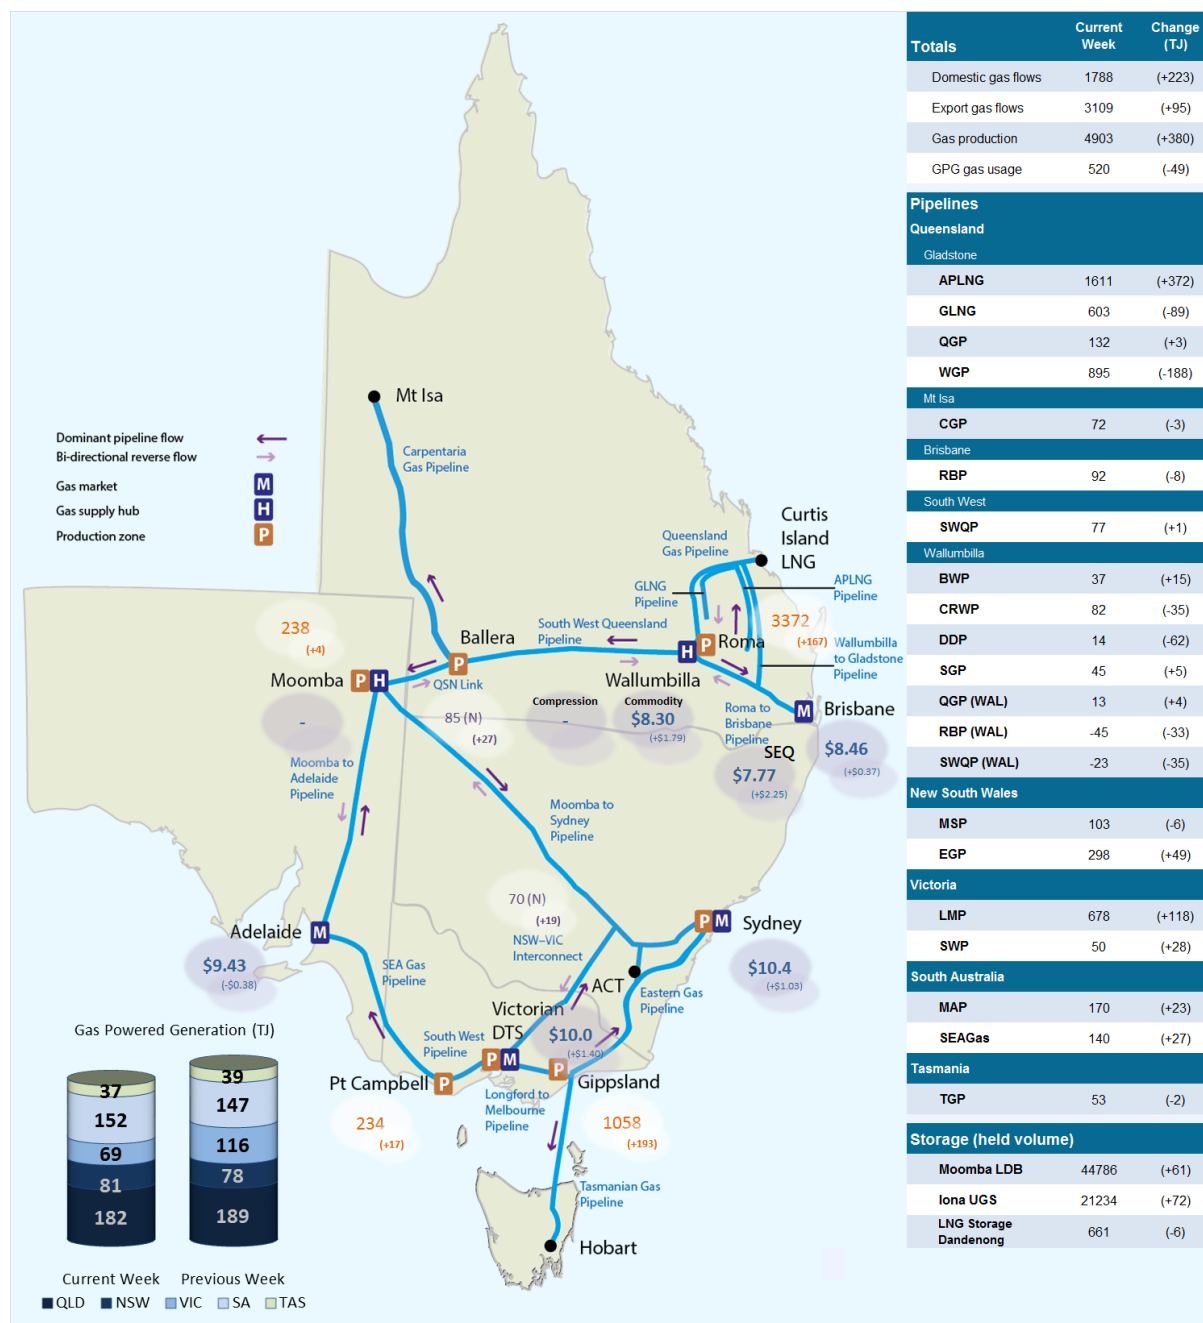 Mt Isa
Dominant pipeline flow
Bi-directional reverse flow
Gas market M
Gas supply hub H
Production zone P
Carpentaria
Gas Pipeline
Curtis
Island
LNG
Queensland
Gas Pipeline
GLNG
Pipeline
APLNG
Pipeline
3372
(+167)
238
(+4)
South West Queensland
Pipeline
Ballera
P
H P Roma
Wallumbilla
to Gladstone
Pipeline
Moomba P H
QSN Link
Wallumbilla
-
85 (N)
(+27)
Compression
-
Commodity
$8.30
(+$1.79)
Roma to
Brisbane
Pipeline
M Brisbane
$8.46
(+$0.37)
SEQ
$7.77
(+$2.25)
Moomba to
Adelaide
Pipeline
Moomba to
Sydney
Pipeline
70 (N)
(+19)
NSW-VIC
Interconnect
P M Sydney
$10.4
(+$1.03)
Adelaide M
$9.43
(-$0.38)
SEA Gas
Pipeline
ACT
Eastern Gas
Pipeline
Victorian
DTS
P M
$10.0
(+$1.40)
South West
Pipeline
Pt Campbell P
234
(+17)
P
Gippsland
1058
(+193)
Longford to
Melbourne
Pipeline
Tasmanian Gas
Pipeline
Hobart
Gas Powered Generation (TJ)
37
152
69
81
182
39
147
116
78
189
Current Week Previous Week
QLD NSW VIC SA TAS
Totals Current Week Change (TJ)
Domestic gas flows 1788 (+223)
Export gas flows 3109 (+95)
Gas production 4903 (+380)
GPG gas usage 520 (-49)
Pipelines
Queensland
Gladstone
APLNG 1611 (+372)
GLNG 603 (-89)
QGP 132 (+3)
WGP 895 (-188)
Mt Isa
CGP 72 (-3)
Brisbane
RBP 92 (-8)
South West
SWQP 77 (+1)
Wallumbilla
BWP 37 (+15)
CRWP 82 (-35)
DDP 14 (-62)
SGP 45 (+5)
QGP (WAL) 13 (+4)
RBP (WAL) -45 (-33)
SWQP (WAL) -23 (-35)
New South Wales
MSP 103 (-6)
EGP 298 (+49)
Victoria
LMP 678 (+118)
SWP 50 (+28)
South Australia
MAP 170 (+23)
SEAGas 140 (+27)
Tasmania
TGP 53 (-2)
Storage (held volume)
Moomba LDB 44786 (+61)
Iona UGS 21234 (+72)
LNG Storage
Dandenong 661 (-6)